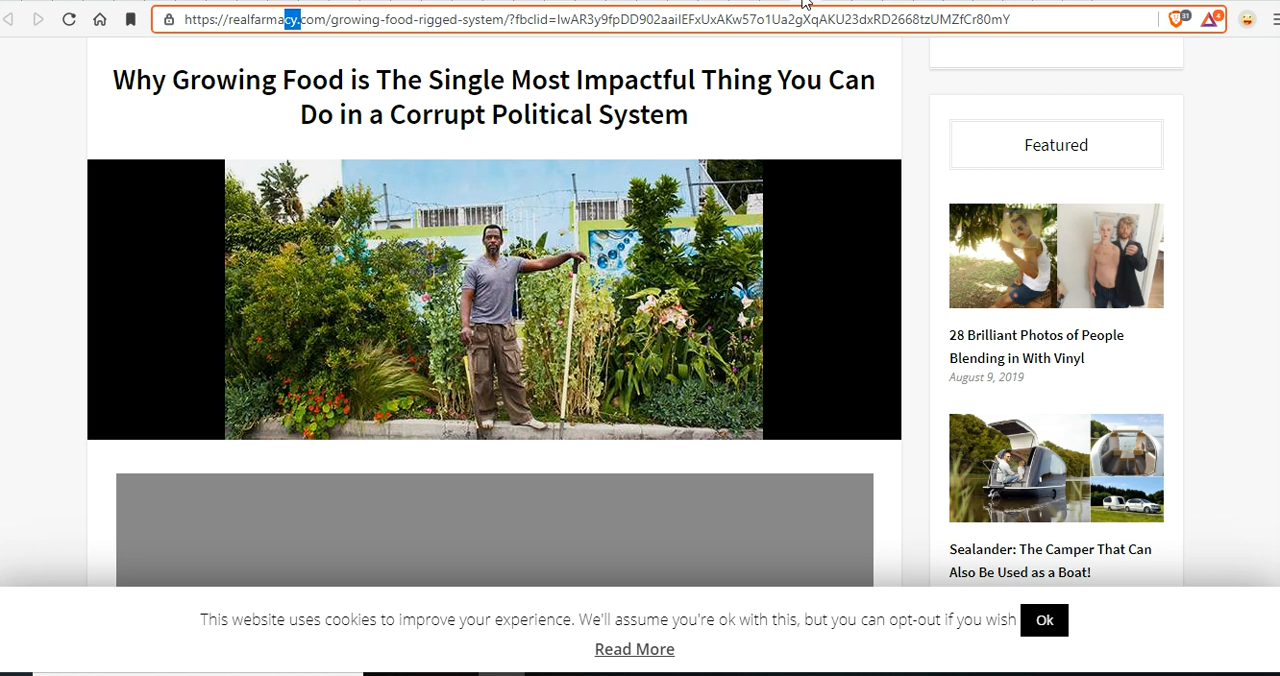 https://realfarmacy.com/growing-food-rigged-system/?fbclid=IwAR3y9fpDD902aaiIEFxUxAKw57o1Ua2gXqAKU23dxRD2668tzUMZfCr80mY
31
4
Why Growing Food is The Single Most Impactful Thing You Can
Do in a Corrupt Political System
Featured
28 Brilliant Photos of People
Blending in With Vinyl
August 9, 2019
Sealander: The Camper That Can
Also Be Used as a Boat!
This website uses cookies to improve your experience. We'll assume you're ok with this, but you can opt-out if you wish
Ok
Read More